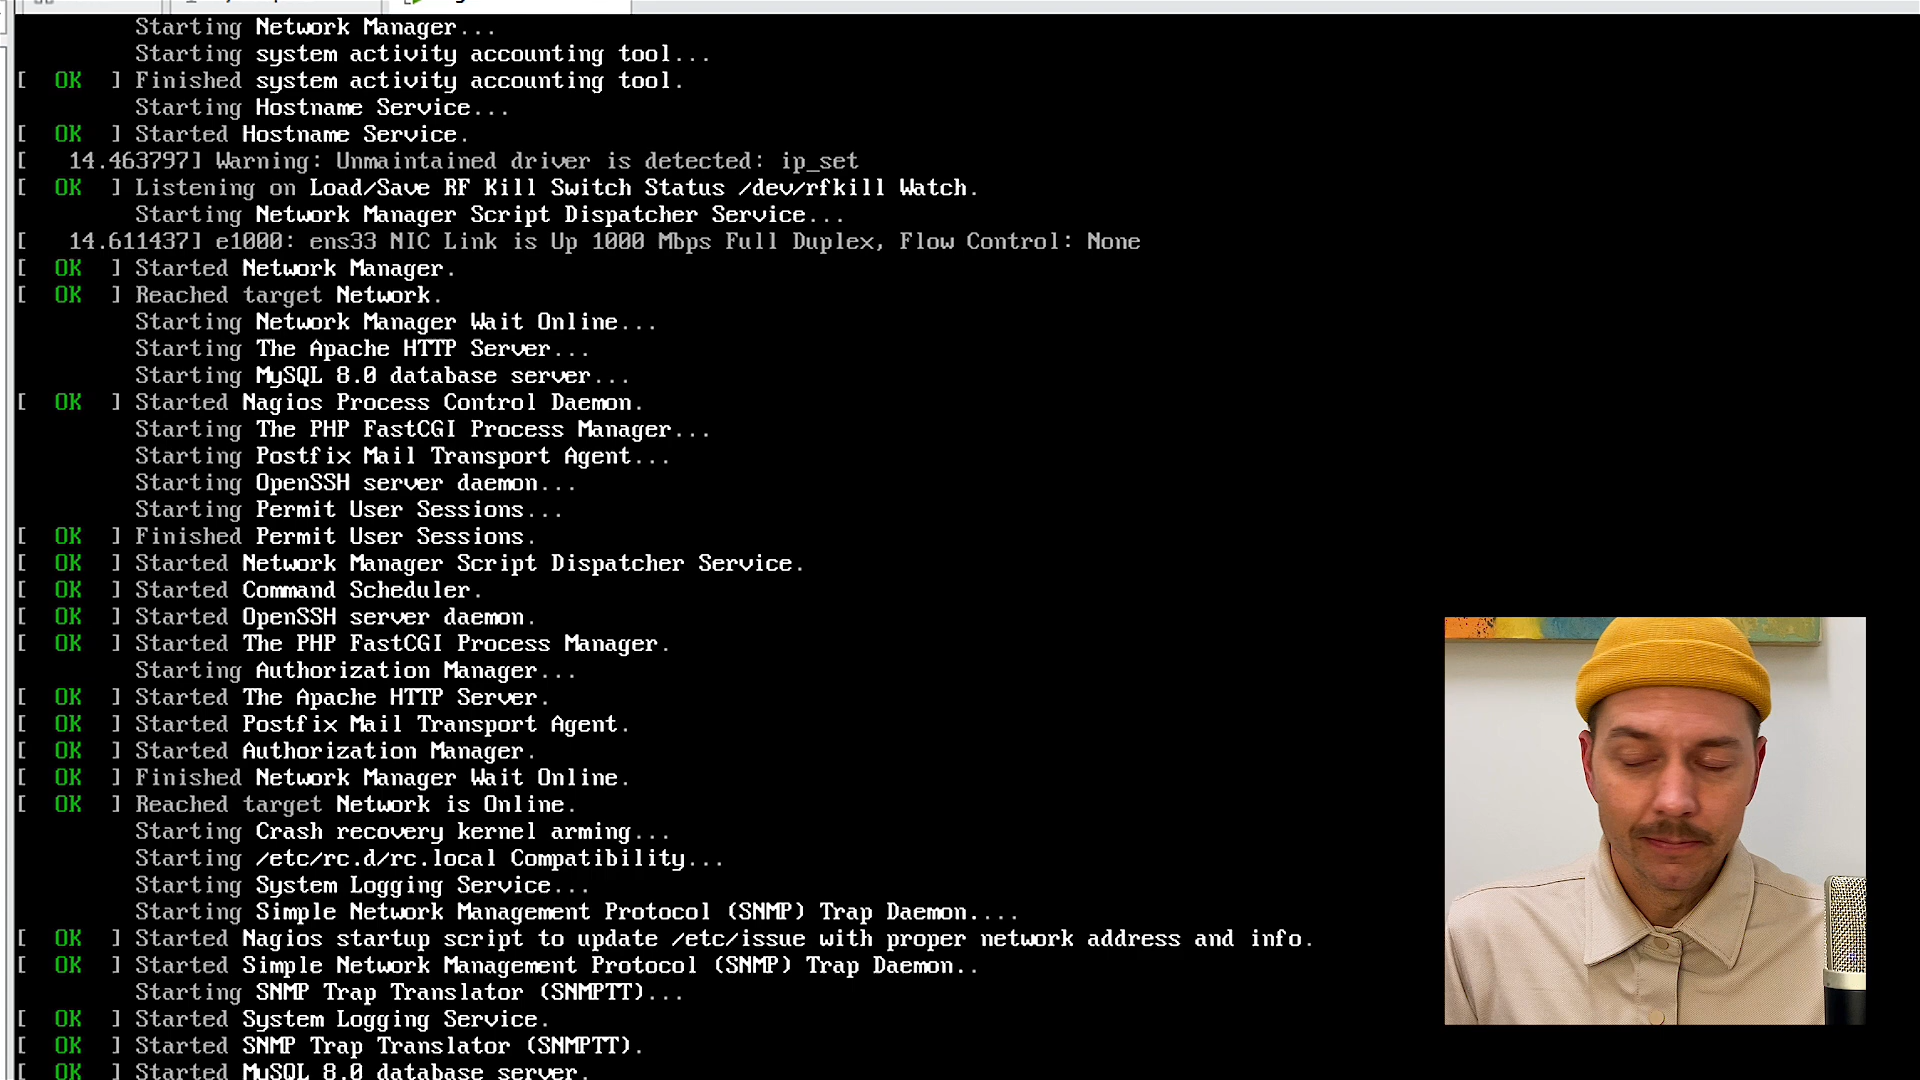 Starting Network Manager...
Starting system activity accounting tool...
[  OK  ] Finished system activity accounting tool.
Starting Hostname Service...
[  OK  ] Started Hostname Service.
[   14.463797] Warning: Unmaintained driver is detected: ip_set
[  OK  ] Listening on Load/Save RF Kill Switch Status /dev/rfkill Watch.
Starting Network Manager Script Dispatcher Service...
[   14.611437] e1000: ens33 NIC Link is Up 1000 Mbps Full Duplex, Flow Control: None
[  OK  ] Started Network Manager.
[  OK  ] Reached target Network.
Starting Network Manager Wait Online...
Starting The Apache HTTP Server...
Starting MySQL 8.0 database server...
[  OK  ] Started Nagios Process Control Daemon.
Starting The PHP FastCGI Process Manager...
Starting Postfix Mail Transport Agent...
Starting OpenSSH server daemon...
Starting Permit User Sessions...
[  OK  ] Finished Permit User Sessions.
[  OK  ] Started Network Manager Script Dispatcher Service.
[  OK  ] Started Command Scheduler.
[  OK  ] Started OpenSSH server daemon.
[  OK  ] Started The PHP FastCGI Process Manager.
Starting Authorization Manager...
[  OK  ] Started The Apache HTTP Server.
[  OK  ] Started Postfix Mail Transport Agent.
[  OK  ] Started Authorization Manager.
[  OK  ] Finished Network Manager Wait Online.
[  OK  ] Reached target Network is Online.
Starting Crash recovery kernel arming...
Starting /etc/rc.d/rc.local Compatibility...
Starting System Logging Service...
Starting Simple Network Management Protocol (SNMP) Trap Daemon....
[  OK  ] Started Nagios startup script to update /etc/issue with proper network address and info.
[  OK  ] Started Simple Network Management Protocol (SNMP) Trap Daemon..
Starting SNMP Trap Translator (SNMPTT)...
[  OK  ] Started System Logging Service.
[  OK  ] Started SNMP Trap Translator (SNMPTT).
[  OK  ] Started MySQL 8.0 database server.